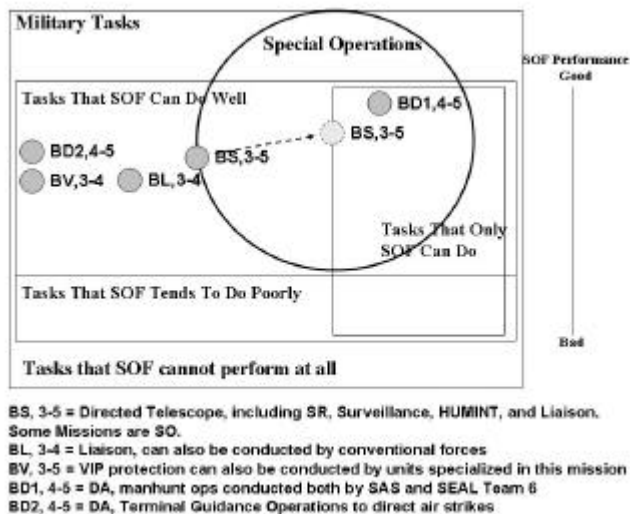 Military Tasks
Special Operations
SOF Performance
Good
Tasks That SOF Can Do Well
BD1,4-5
BS,3-5
BD2,4-5
BS,3-5
BV,3-4
BL,3-4
Tasks That Only
SOF Can Do
Tasks That SOF Tends To Do Poorly
Bad
Tasks that SOF cannot perform at all
BS, 3-5 = Directed Telescope, including SR, Surveillance, HUMINT, and Liaison.
Some Missions are SO.
BL, 3-4 = Liaison, can also be conducted by conventional forces
BV, 3-5 = VIP protection can also be conducted by units specialized in this mission
BD1, 4-5 = DA, manhunt ops conducted both by SAS and SEAL Team 6
BD2, 4-5 = DA, Terminal Guidance Operations to direct air strikes